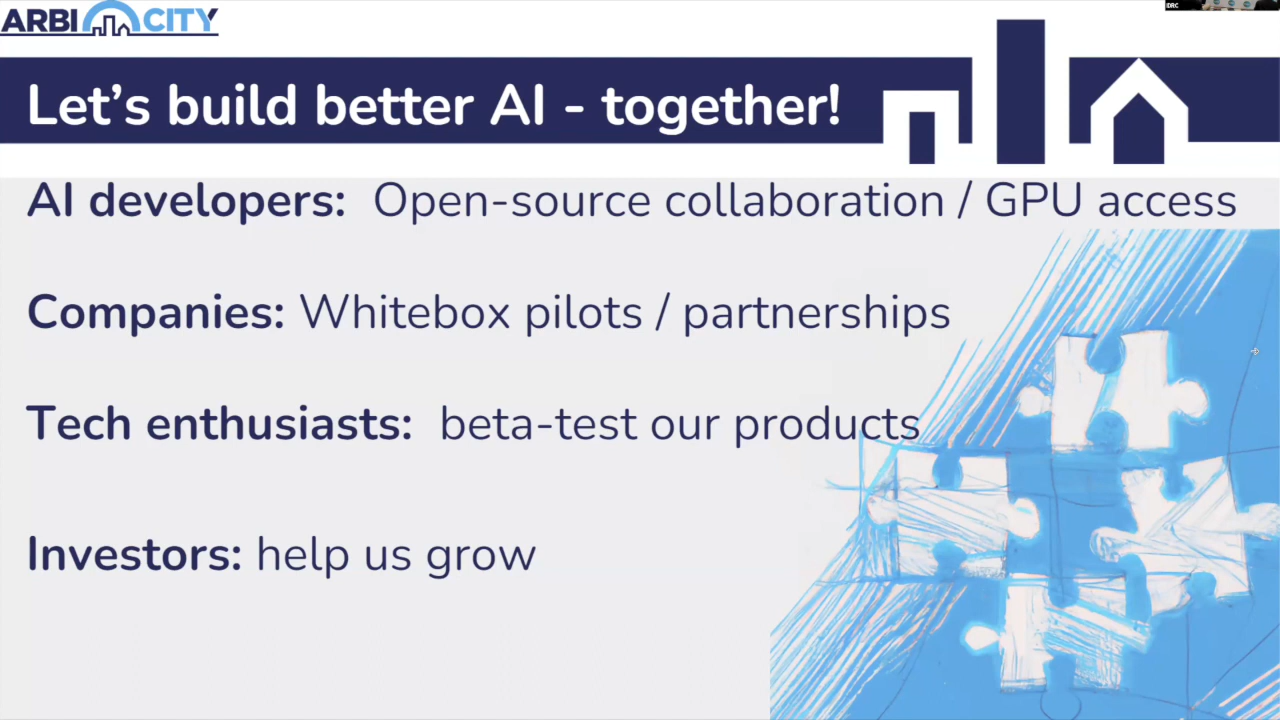 ARBI CITY
IDRC
Let's build better AI - together!
AI developers: Open-source collaboration / GPU access
Companies: Whitebox pilots / partnerships
Tech enthusiasts: beta-test our products
Investors: help us grow